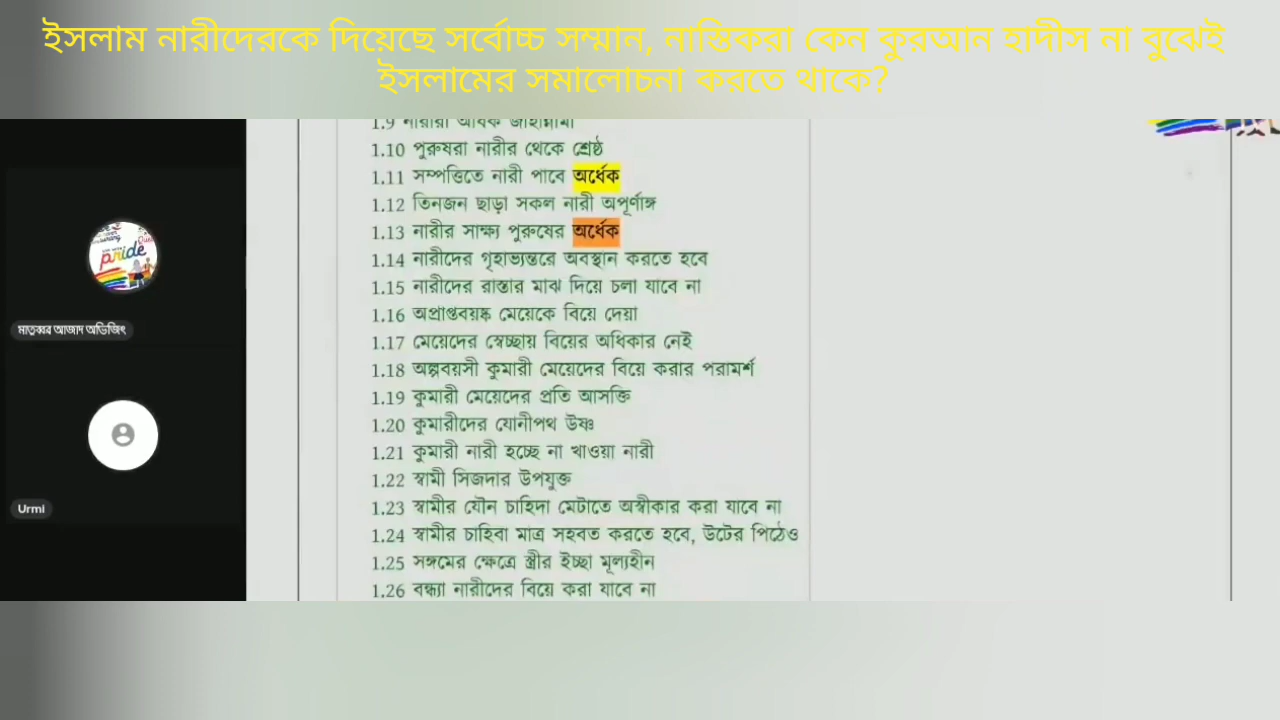 ইসলাম নারীদেরকে দিয়েছে সর্বোচ্চ সম্মান, নাস্তিকরা কেন কুরআন হাদীস না বুঝেই
ইসলামের সমালোচনা করতে থাকে?
1.9 নারীরা অধিক জাহান্নামী
1.10 পুরুষরা নারীর থেকে শ্রেষ্ঠ
1.11 সম্পত্তিতে নারী পাবে অর্ধেক
1.12 তিনজন ছাড়া সকল নারী অপূর্ণাঙ্গ
1.13 নারীর সাক্ষ্য পুরুষের অর্ধেক
1.14 নারীদের গৃহাভ্যন্তরে অবস্থান করতে হবে
1.15 নারীদের রাস্তার মাঝ দিয়ে চলা যাবে না
1.16 অপ্রাপ্তবয়ষ্ক মেয়েকে বিয়ে দেয়া
1.17 মেয়েদের স্বেচ্ছায় বিয়ের অধিকার নেই
1.18 অল্পবয়সী কুমারী মেয়েদের বিয়ে করার পরামর্শ
1.19 কুমারী মেয়েদের প্রতি আসক্তি
1.20 কুমারীদের যোনীপথ উষ্ণ
1.21 কুমারী নারী হচ্ছে না খাওয়া নারী
1.22 স্বামী সিজদার উপযুক্ত
1.23 স্বামীর যৌন চাহিদা মেটাতে অস্বীকার করা যাবে না
1.24 স্বামীর চাহিবা মাত্র সহবত করতে হবে, উটের পিঠেও
1.25 সঙ্গমের ক্ষেত্রে স্ত্রীর ইচ্ছা মূল্যহীন
1.26 বন্ধ্যা নারীদের বিয়ে করা যাবে না
pride
মাতুব্বর আজাদ অভিজিৎ
Urmi